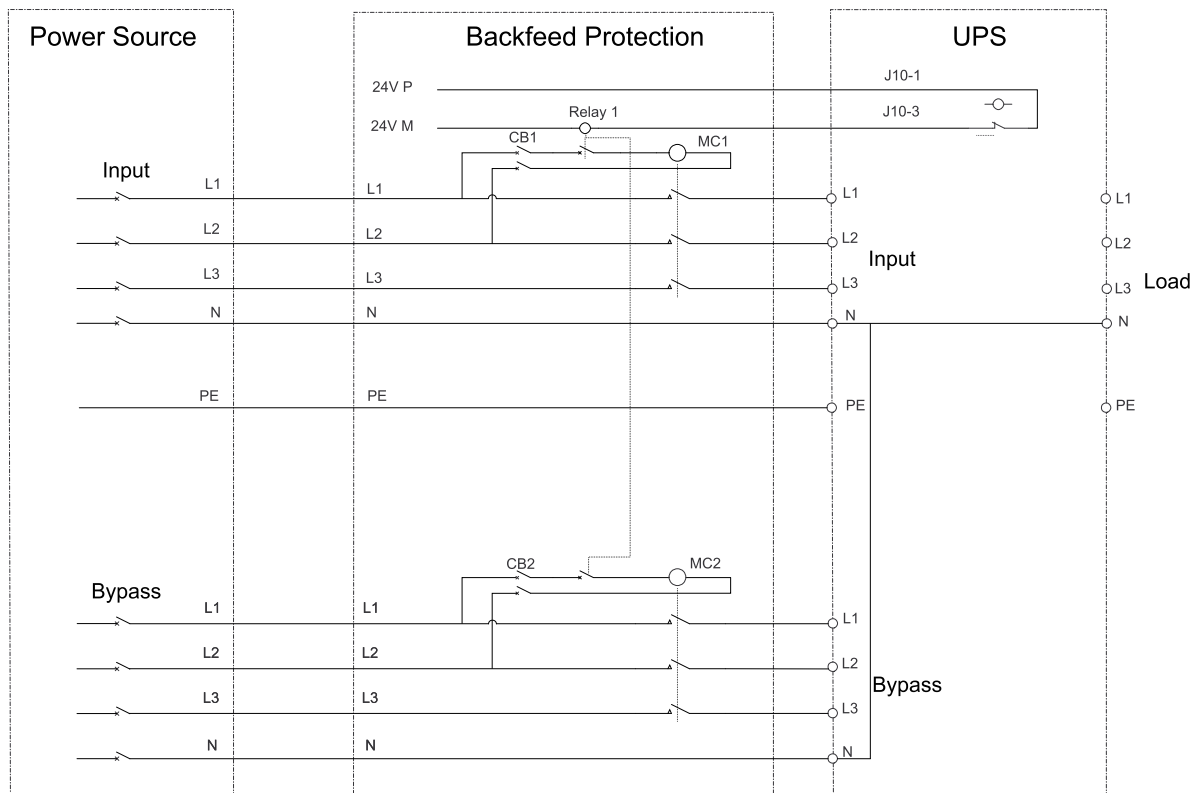 Power Source
Backfeed Protection
UPS
24V P
J10-1
24V M
Relay 1
J10-3
CB1
MC1
Input
L1
L1
L1
L1
L2
L2
L2
L2
Input
L3
L3
L3
L3
Load
N
N
N
N
PE
PE
PE
PE
CB2
MC2
Bypass
L1
L1
L1
L2
L2
L2
Bypass
L3
L3
L3
N
N
N